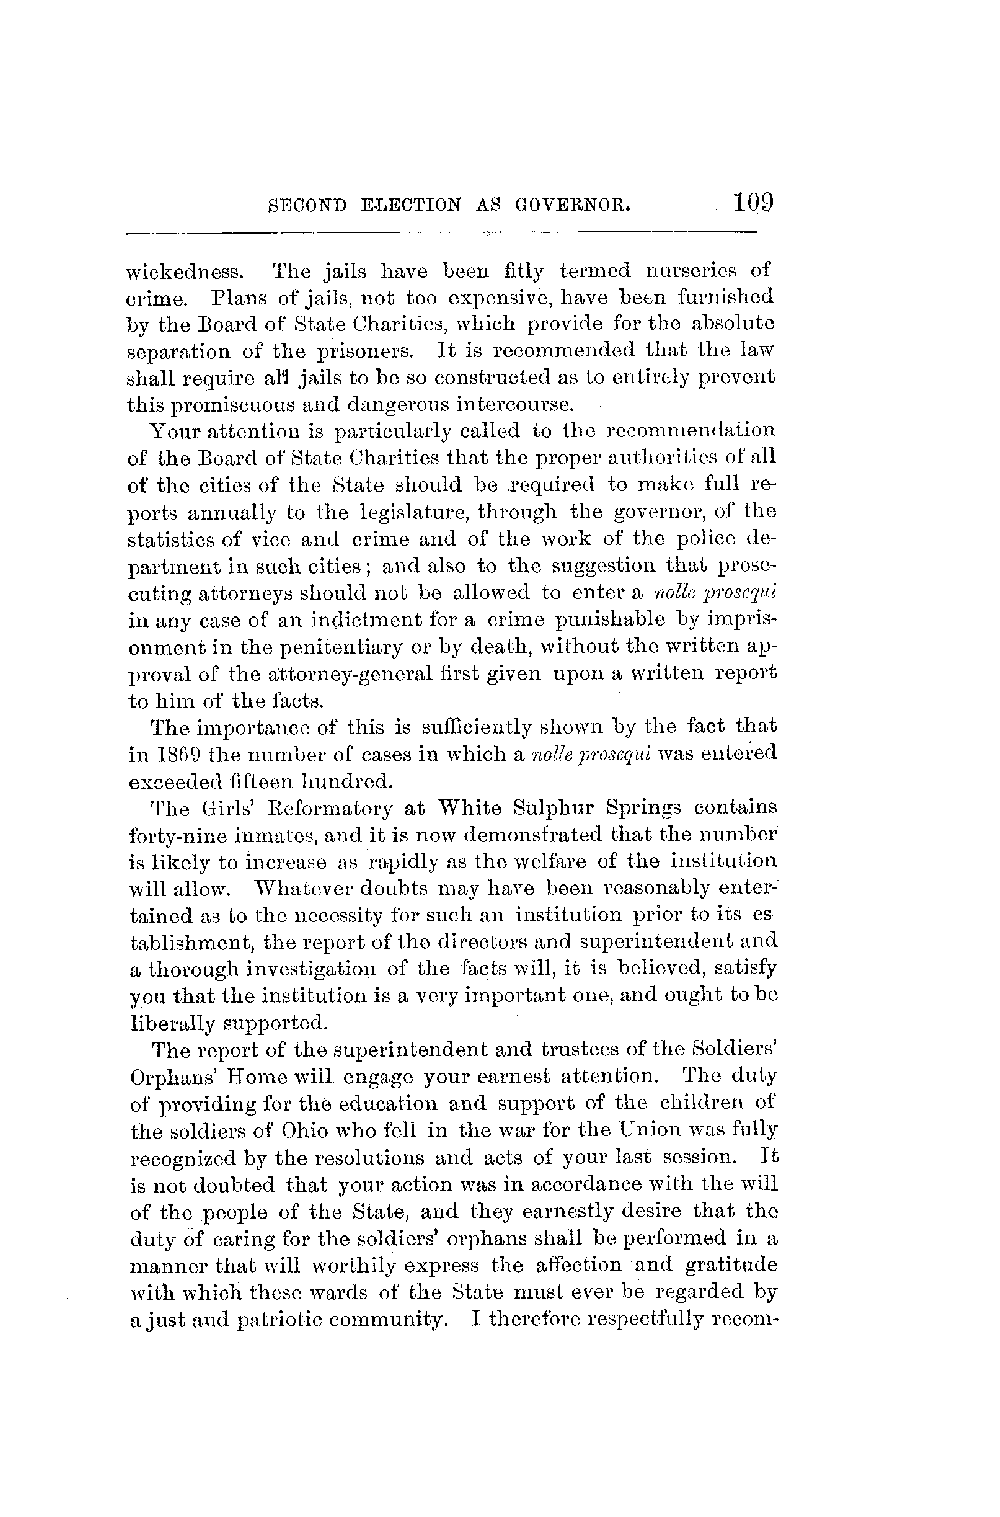 SECOND ELECTION AS GOVERNOR. 109
wickedness. The jails have been fitly termed nurseries of
crime. Plans of jails, not too expensive, have been furnished
by the Board of State Charities, which provide for the absolute
separation of the prisoners. It is recommended that the law
shall require all jails to be so constructed as to entirely prevent
this promiscuous and dangerous intercourse.
Your attention is particularly called to the recommendation
of the Board of State Charities that the proper authorities of all
of the cities of the State should be required to make full re-
ports annually to the legislature, through the governor, of the
statistics of vice and crime and of the work of the police de-
partment in such cities; and also to the suggestion that prose-
cuting attorneys should not be allowed to enter a nolle prosequi
in any case of an indictment for a crime punishable by impris-
onment in the penitentiary or by death, without the written ap-
proval of the attorney-general first given upon a written report
to him of the facts.
The importance of this is sufficiently shown by the fact that
in 1869 the number of cases in which a nolle prosequi was entered
exceeded fifteen hundred.
The Girls' Reformatory at White Sulphur Springs contains
forty-nine inmates, and it is now demonstrated that the number
is likely to increase as rapidly as the welfare of the institution
will allow. Whatever doubts may have been reasonably enter-
tained as to the necessity for such an institution prior to its es
tablishment, the report of the directors and superintendent and
a thorough investigation of the facts will, it is believed, satisfy
you that the institution is a very important one, and ought to be
liberally supported.
The report of the superintendent and trustees of the Soldiers'
Orphans' Home will engage your earnest attention. The duty
of providing for the education and support of the children of
the soldiers of Ohio who fell in the war for the Union was fully
recognized by the resolutions and acts of your last session. It
is not doubted that your action was in accordance with the will
of the people of the State, and they earnestly desire that the
duty of caring for the soldiers' orphans shall be performed in a
manner that will worthily express the affection and gratitude
with which these wards of the State must ever be regarded by
a just and patriotic community. I therefore respectfully recom-